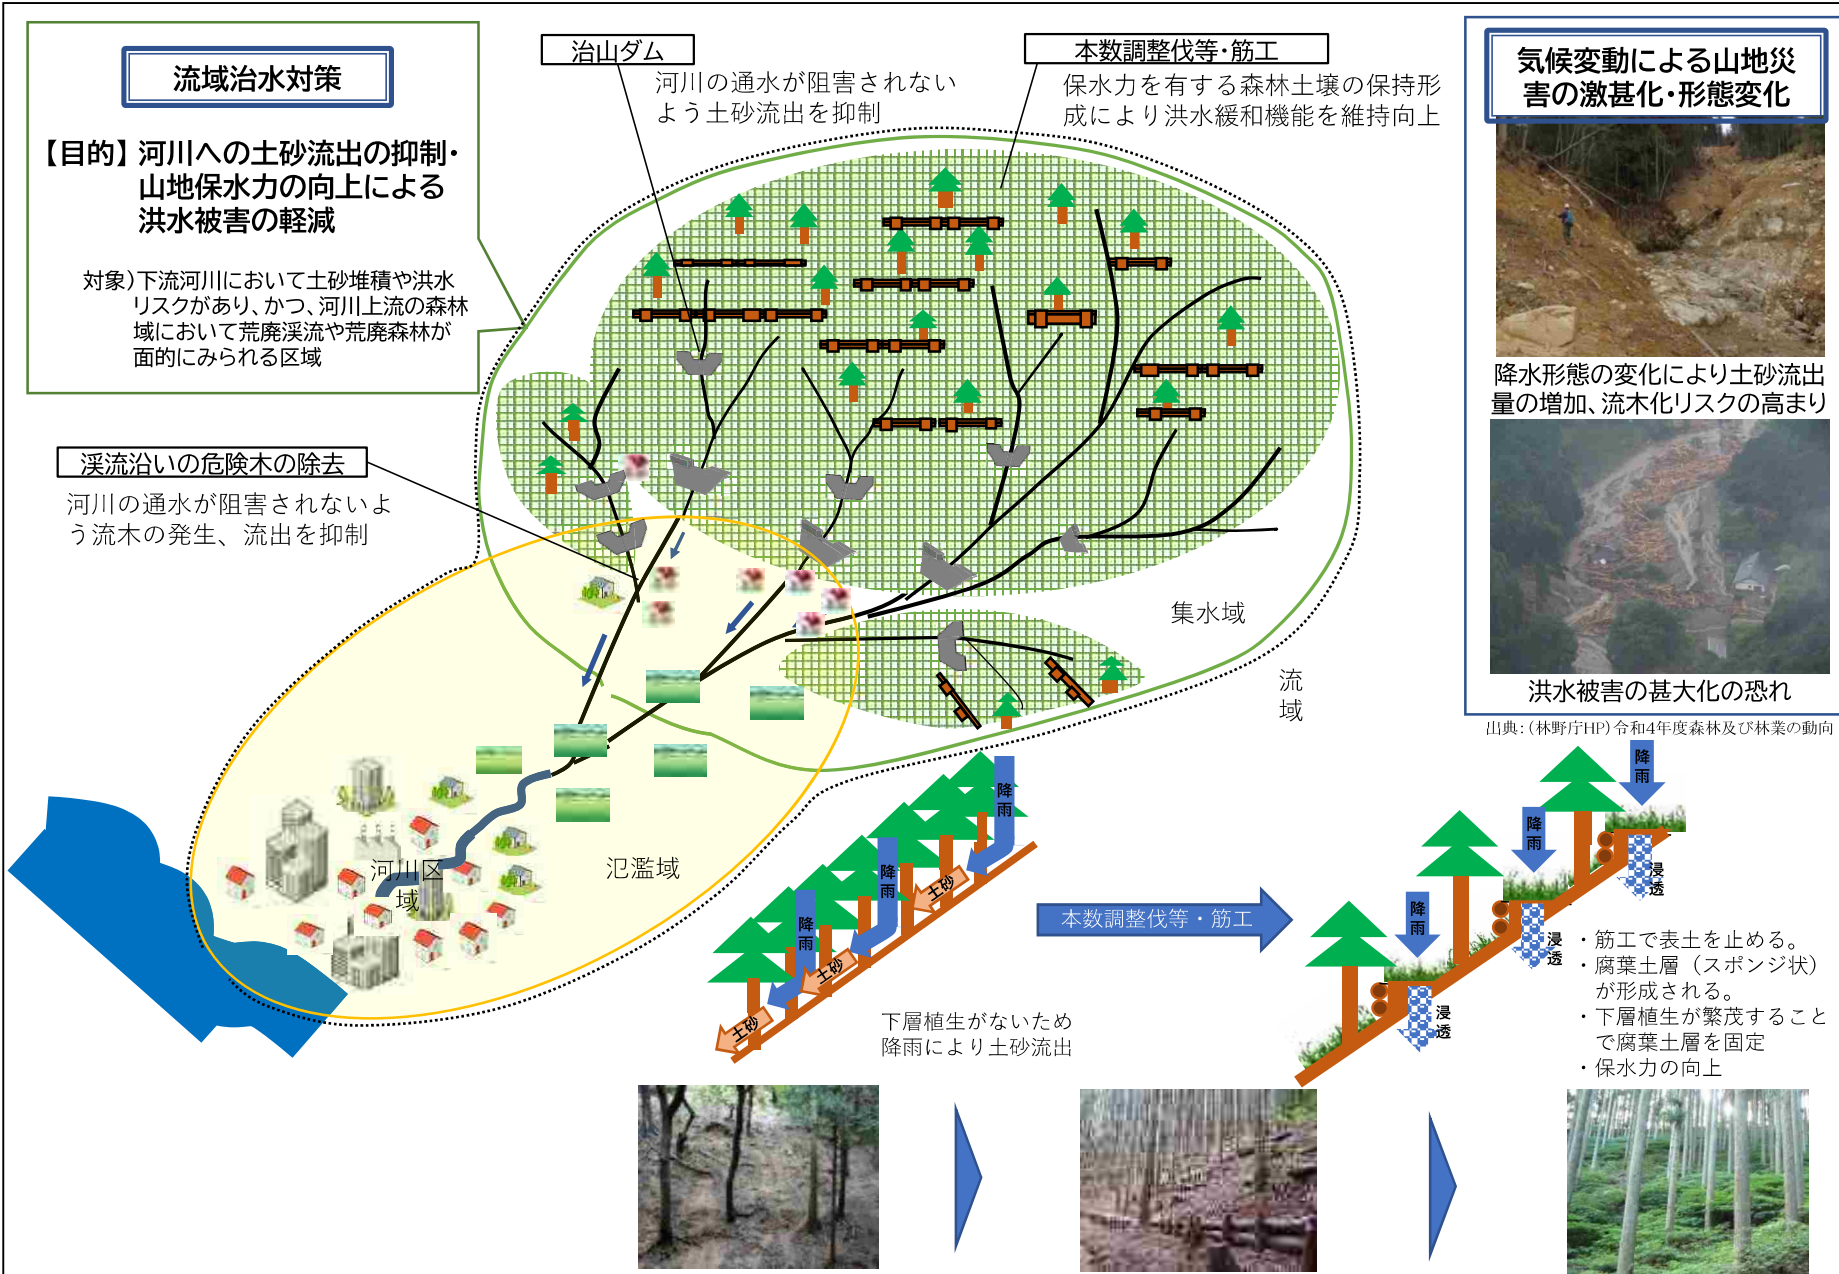 流域治水対策
【目的】河川への土砂流出の抑制・
山地保水力の向上による
洪水被害の軽減
対象)下流河川において土砂堆積や洪水
リスクがあり、かつ、河川上流の森林
域において荒廃渓流や荒廃森林が
面的にみられる区域
治山ダム
河川の通水が阻害されない
よう土砂流出を抑制
本数調整伐等・筋工
保水力を有する森林土壌の保持形
成により洪水緩和機能を維持向上
気候変動による山地災
害の激甚化・形態変化
降水形態の変化により土砂流出
量の増加、流木化リスクの高まり
洪水被害の甚大化の恐れ
出典：(林野庁HP)令和4年度森林及び林業の動向
渓流沿いの危険木の除去
河川の通水が阻害されないよ
う流木の発生、流出を抑制
集水域
流
域
氾濫域
河川区
域
降雨
降雨
降雨
土砂
土砂
土砂
下層植生がないため
降雨により土砂流出
本数調整伐等・筋工
降雨
降雨
降雨
浸透
浸透
浸透
・筋工で表土を止める。
・腐葉土層（スポンジ状）
が形成される。
・下層植生が繁茂すること
で腐葉土層を固定
・保水力の向上